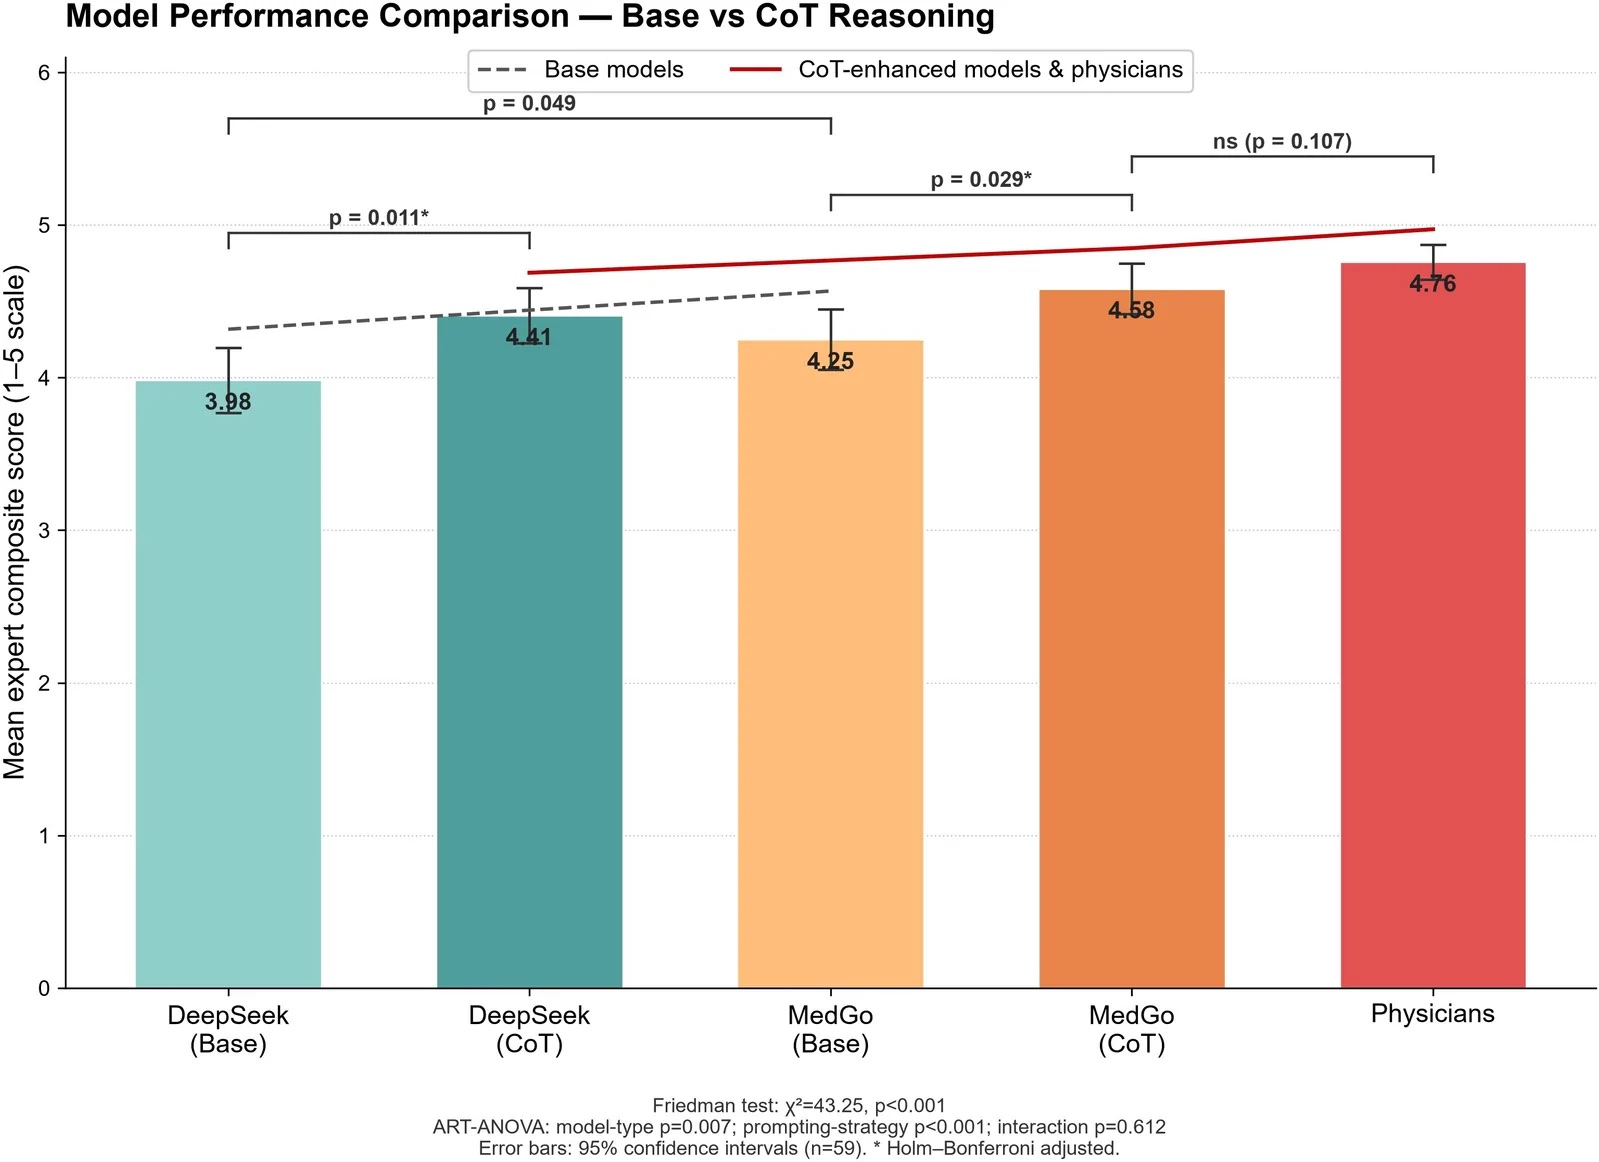 Model Performance Comparison — Base vs CoT Reasoning
Base models
CoT-enhanced models & physicians
p = 0.049
ns (p = 0.107)
p = 0.029*
p = 0.011*
Mean expert composite score (1–5 scale)
6
5
4
3
2
1
0
3.98
4.41
4.25
4.58
4.76
DeepSeek
(Base)
DeepSeek
(CoT)
MedGo
(Base)
MedGo
(CoT)
Physicians
Friedman test: χ²=43.25, p<0.001
ART-ANOVA: model-type p=0.007; prompting-strategy p<0.001; interaction p=0.612
Error bars: 95% confidence intervals (n=59). * Holm–Bonferroni adjusted.